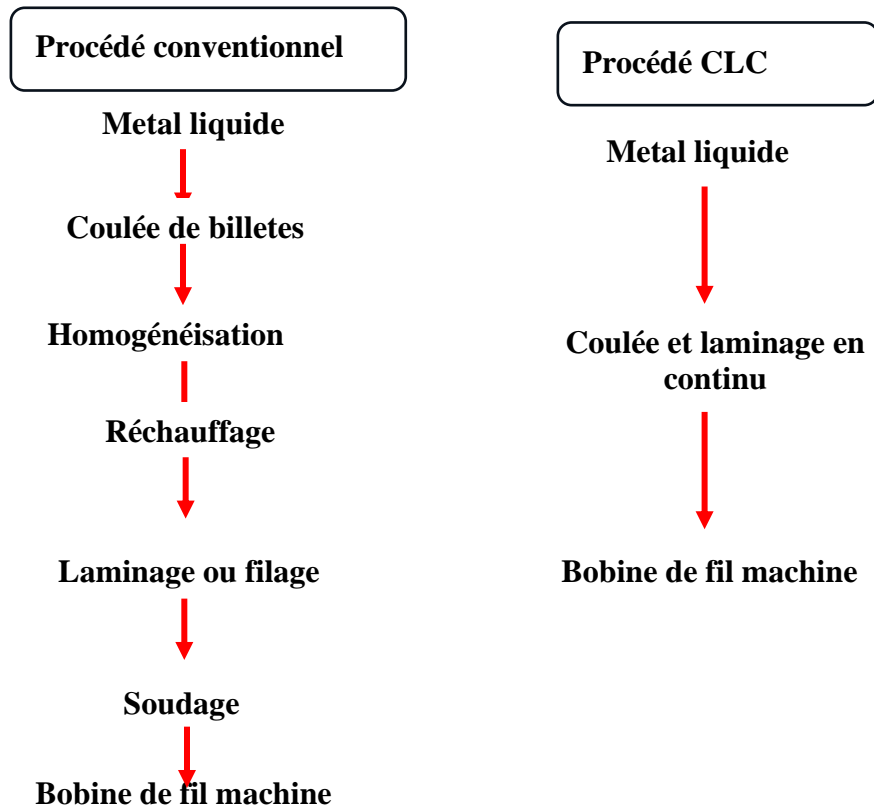 Procédé conventionnel
Metal liquide
Coulée de billetes
Homogénéisation
Réchauffage
Laminage ou filage
Soudage
Bobine de fil machine
Procédé CLC
Metal liquide
Coulée et laminage en
continu
Bobine de fil machine